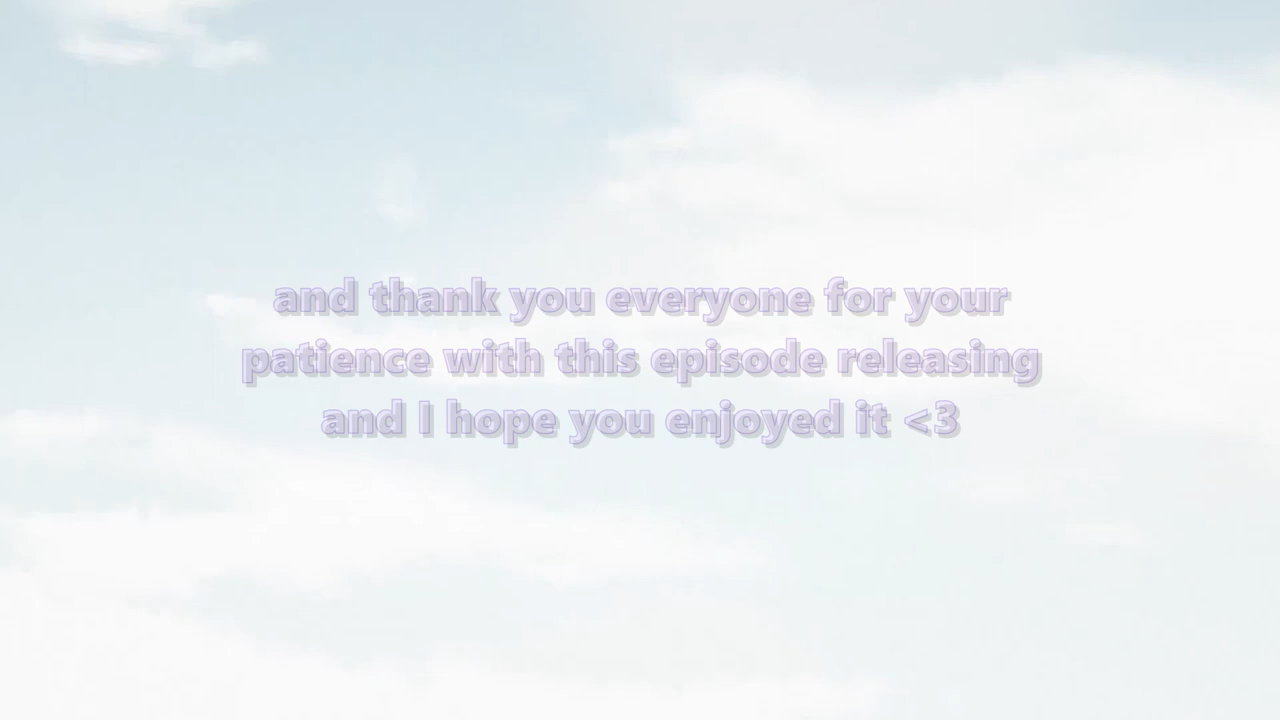 and thank you everyone for your
patience with this episode releasing
and I hope you enjoyed it <3